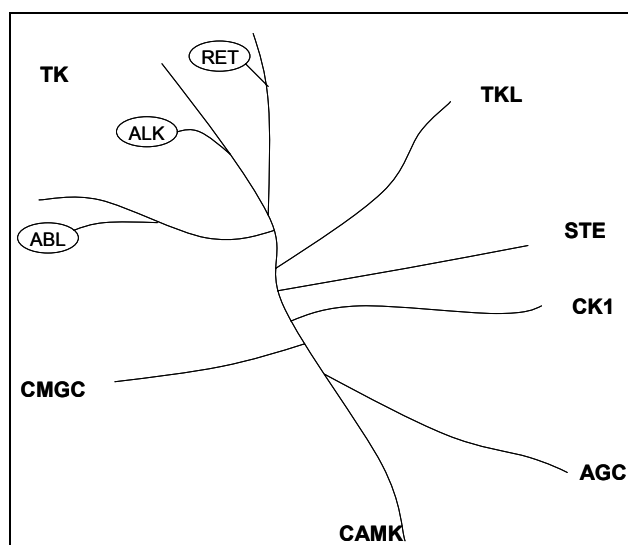 RET
TK
TKL
ALK
STE
ABL
CK1
CMGC
AGC
CAMK